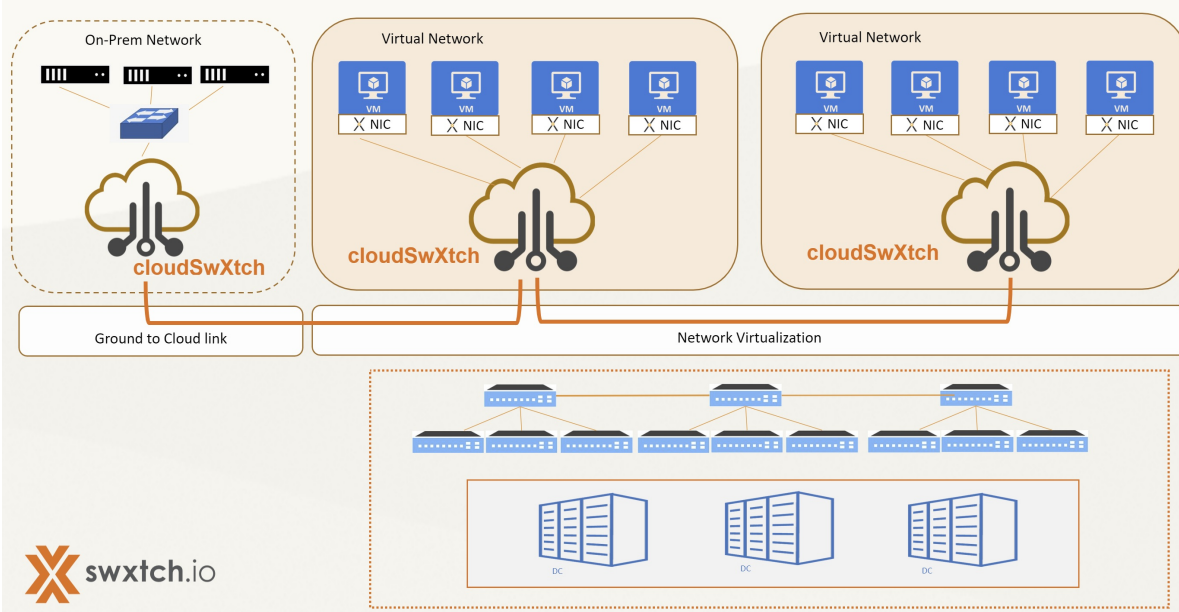 On-Prem Network
cloudSwXtch
Virtual Network
VM
VM
VM
VM
X NIC
X NIC
X NIC
X NIC
cloudSwXtch
Virtual Network
VM
VM
VM
VM
X NIC
X NIC
X NIC
X NIC
cloudSwXtch
Ground to Cloud link
Network Virtualization
DC
DC
DC
swxtch.io